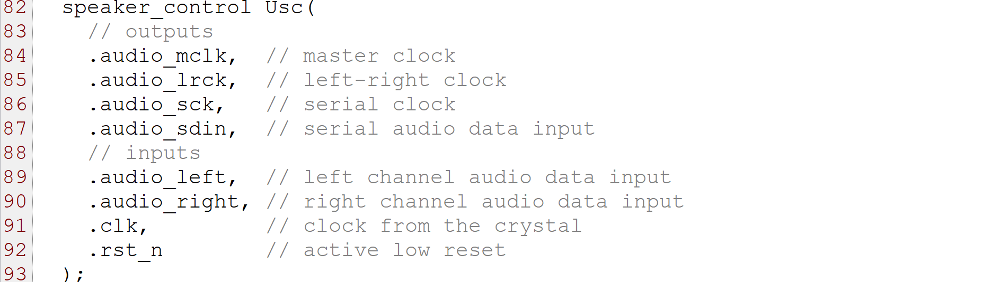 82 speaker_control Usc(
83 // outputs
84 .audio_mclk, // master clock
85 .audio_lrck, // left-right clock
86 .audio_sck, // serial clock
87 .audio_sdin, // serial audio data input
88 // inputs
89 .audio_left, // left channel audio data input
90 .audio_right, // right channel audio data input
91 .clk, // clock from the crystal
92 .rst_n // active low reset
93 );